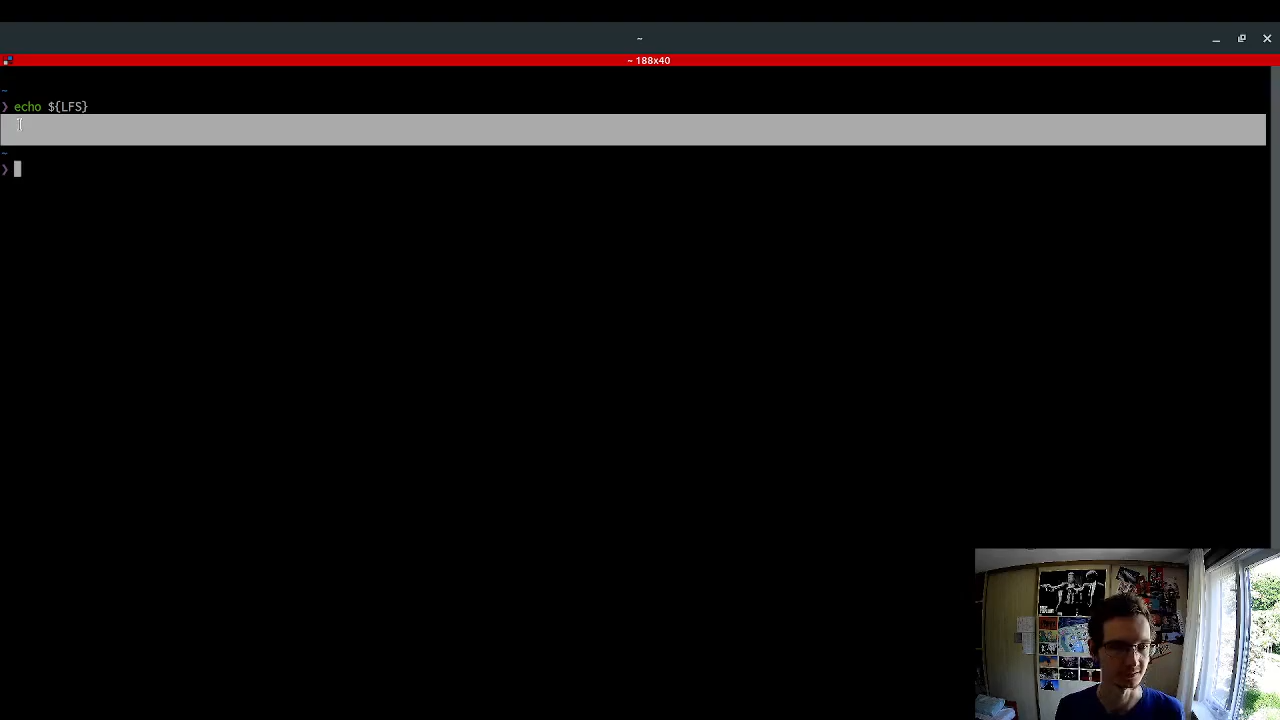 ~
~ 188x40
~
❯ echo ${LFS}
~
❯